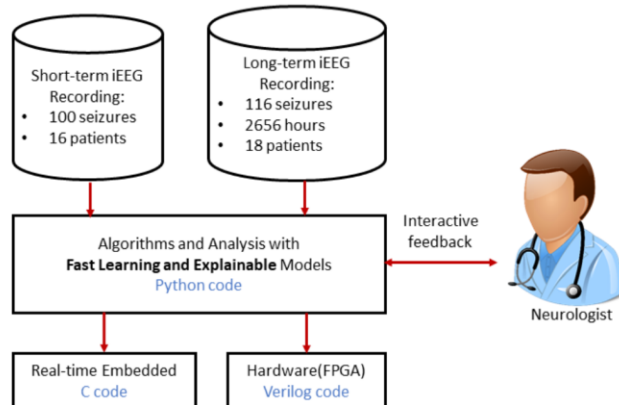 Short-term iEEG
Recording:
• 100 seizures
• 16 patients
Long-term iEEG
Recording:
• 116 seizures
• 2656 hours
• 18 patients
Algorithms and Analysis with
Fast Learning and Explainable Models
Python code
Interactive
feedback
Neurologist
Real-time Embedded
C code
Hardware(FPGA)
Verilog code